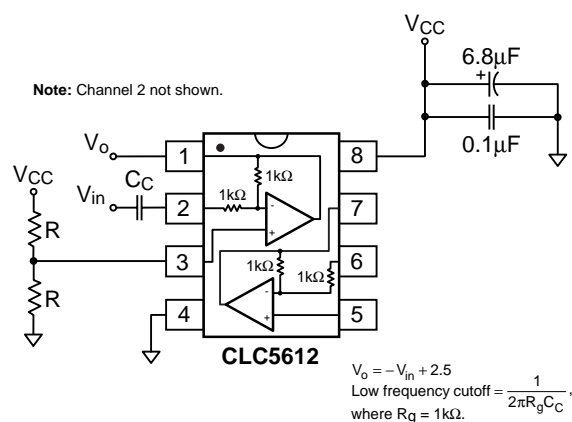 V_CC
6.8μF
+
Note: Channel 2 not shown.
0.1μF
V_o
1
8
V_CC
C_C
1kΩ
V_in
2
1kΩ
-
+
7
R
3
1kΩ
1kΩ
6
R
4
-
+
5
CLC5612
V_o = −V_in + 2.5
Low frequency cutoff = 1 / 2πR_gC_C ,
where Rg = 1kΩ.